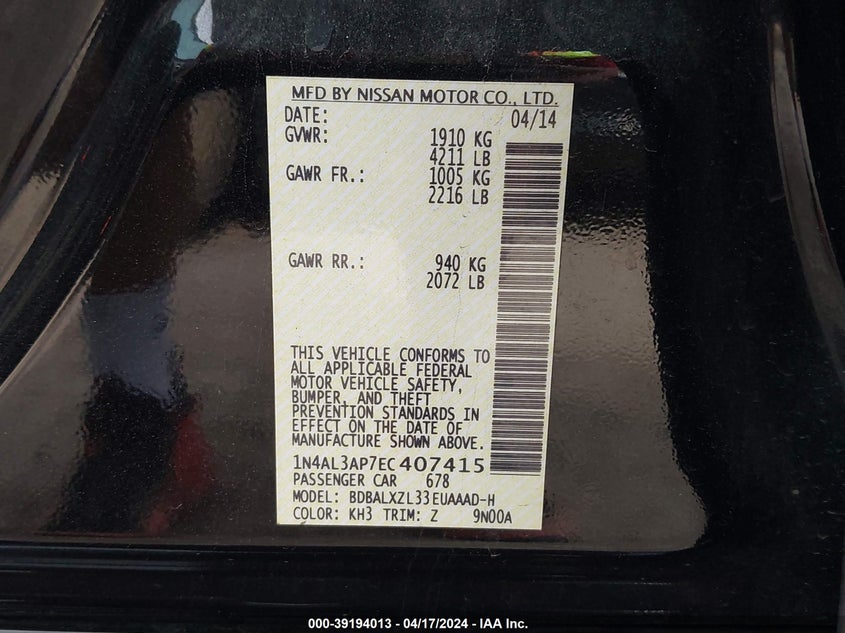 MFD BY NISSAN MOTOR CO., LTD.
DATE: 04/14
GVWR: 1910 KG
4211 LB
GAWR FR.: 1005 KG
2216 LB
GAWR RR.: 940 KG
2072 LB
THIS VEHICLE CONFORMS TO
ALL APPLICABLE FEDERAL
MOTOR VEHICLE SAFETY,
BUMPER, AND THEFT
PREVENTION STANDARDS IN
EFFECT ON THE DATE OF
MANUFACTURE SHOWN ABOVE.
1N4AL3AP7EC407415
PASSENGER CAR 678
MODEL: BDBALXZL33EUAAAD-H
COLOR: KH3 TRIM: Z 9N00A
000-39194013 - 04/17/2024 - IAA Inc.